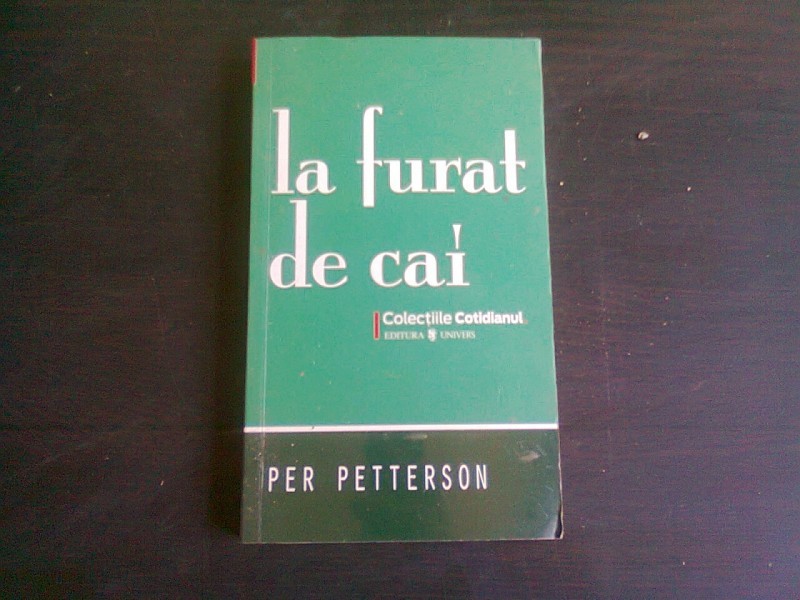 la furat
de cai
Colecțiile Cotidianul
EDITURA UNIVERS
PER PETTERSON